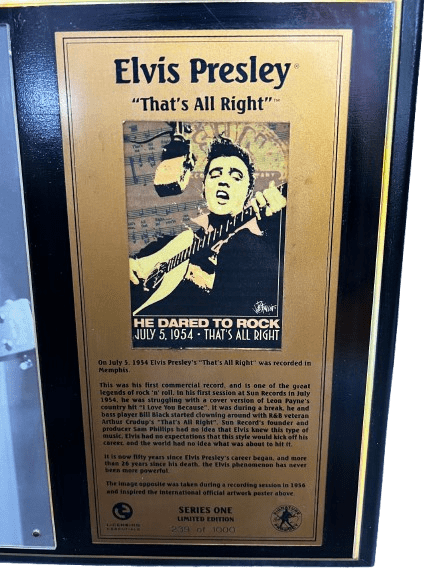 Elvis Presley®
"That's All Right"™
HE DARED TO ROCK
JULY 5, 1954 · THAT'S ALL RIGHT
On July 5, 1954 Elvis Presley's "That's All Right" was recorded in
Memphis.
This was his first commercial record, and is one of the great
legends of rock 'n' roll. In his first session at Sun Records in July
1954, he was struggling with a cover version of Leon Payne's
country hit "I Love You Because". It was during a break, he and
bass player Bill Black started clowning around with R&B veteran
Arthur Crudup's "That's All Right". Sun Record's founder and
producer Sam Phillips had no idea that Elvis knew this type of
music. Elvis had no expectations that this style would kick off his
career, and the world had no idea what was about to hit it.
It is now fifty years since Elvis Presley's career began, and more
than 26 years since his death, the Elvis phenomenon has never
been more powerful.
The image opposite was taken during a recording session in 1956
and inspired the international official artwork poster above
SERIES ONE
LIMITED EDITION
of 1000